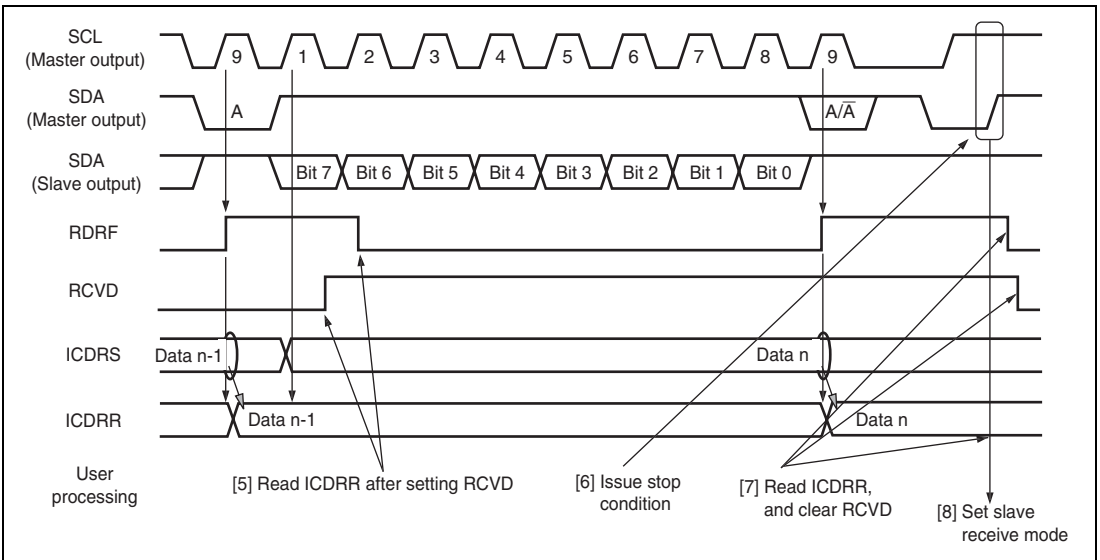 SCL
(Master output)
9 1 2 3 4 5 6 7 8 9
SDA
(Master output)
A A/A̅
SDA
(Slave output)
Bit 7 Bit 6 Bit 5 Bit 4 Bit 3 Bit 2 Bit 1 Bit 0
RDRF
RCVD
ICDRS
Data n-1 Data n
ICDRR
Data n-1 Data n
User
processing
[5] Read ICDRR after setting RCVD
[6] Issue stop
condition
[7] Read ICDRR,
and clear RCVD
[8] Set slave
receive mode